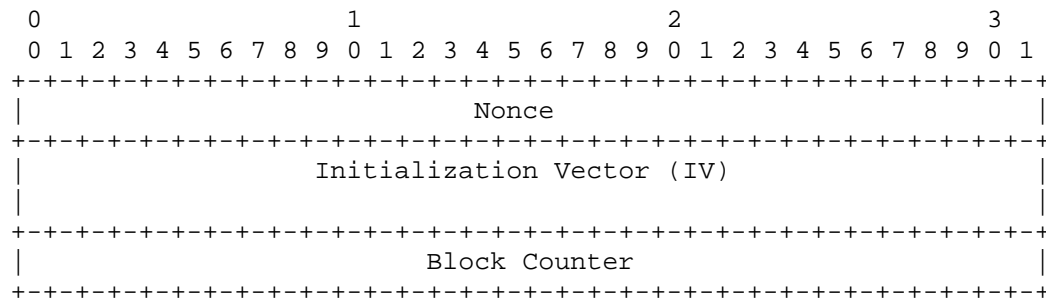 0                   1                   2                   3
 0 1 2 3 4 5 6 7 8 9 0 1 2 3 4 5 6 7 8 9 0 1 2 3 4 5 6 7 8 9 0 1
+-+-+-+-+-+-+-+-+-+-+-+-+-+-+-+-+-+-+-+-+-+-+-+-+-+-+-+-+-+-+-+-+
|                            Nonce                              |
+-+-+-+-+-+-+-+-+-+-+-+-+-+-+-+-+-+-+-+-+-+-+-+-+-+-+-+-+-+-+-+-+
|                  Initialization Vector (IV)                   |
|                                                               |
+-+-+-+-+-+-+-+-+-+-+-+-+-+-+-+-+-+-+-+-+-+-+-+-+-+-+-+-+-+-+-+-+
|                         Block Counter                         |
+-+-+-+-+-+-+-+-+-+-+-+-+-+-+-+-+-+-+-+-+-+-+-+-+-+-+-+-+-+-+-+-+